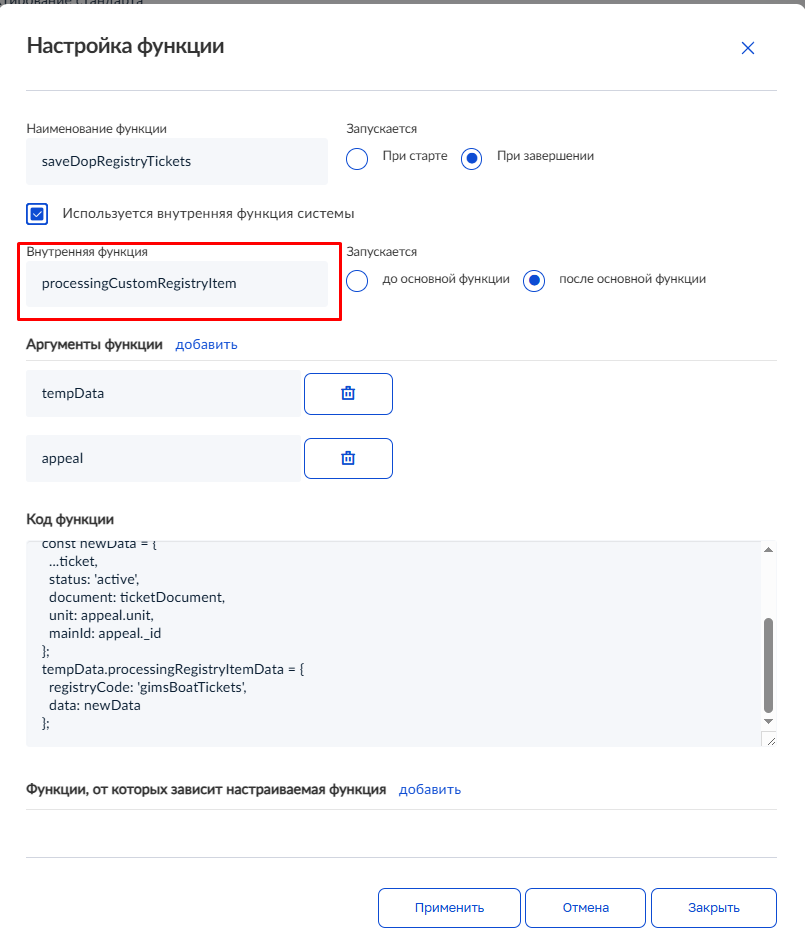 Настройка функции
Наименование функции
Запускается
saveDopRegistryTickets
При старте
При завершении
Используется внутренняя функция системы
Внутренняя функция
Запускается
processingCustomRegistryItem
до основной функции
после основной функции
Аргументы функции добавить
tempData
appeal
Код функции
const newData = {
...ticket,
status: 'active',
document: ticketDocument,
unit: appeal.unit,
mainId: appeal._id
};
tempData.processingRegistryItemData = {
registryCode: 'gimsBoatTickets',
data: newData
};
Функции, от которых зависит настраиваемая функция добавить
Применить
Отмена
Закрыть